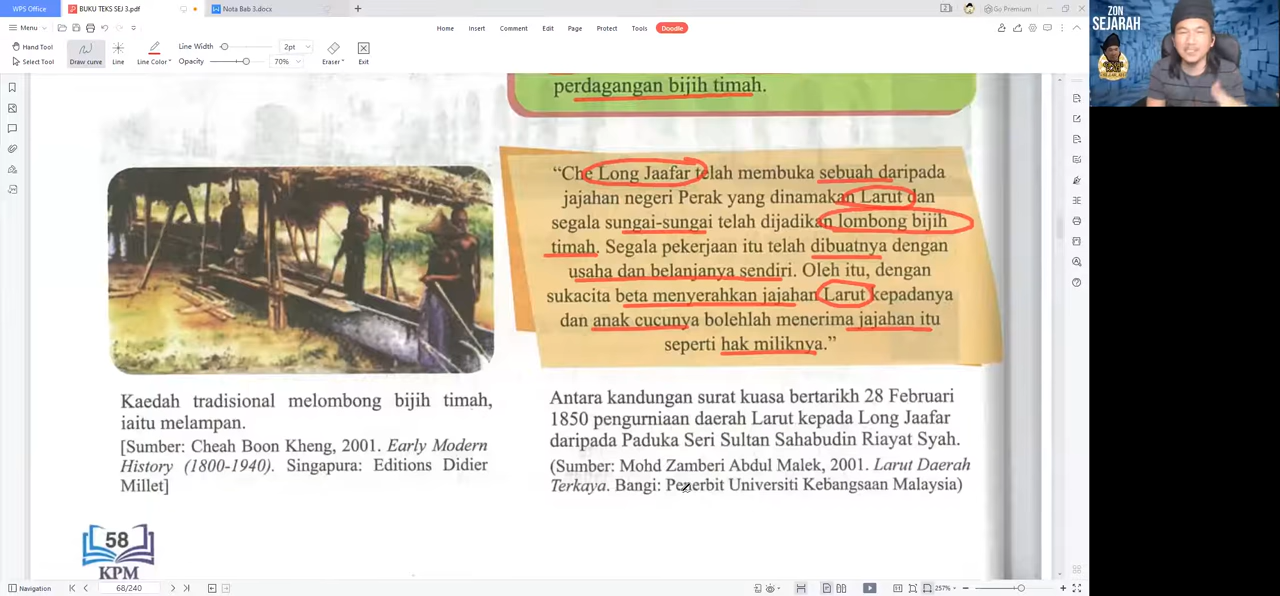 WPS Office
BUKU TEKS SEJ 3.pdf
Nota Bab 3.docx
+
Go Premium
Menu
Home
Insert
Comment
Edit
Page
Protect
Tools
Doodle
Hand Tool
Select Tool
Draw curve
Line
Line Color
Line Width
2pt
Opacity
70%
Eraser
Exit
ZON
SEJARAH
perdagangan bijih timah.
“Che Long Jaafar telah membuka sebuah daripada
jajahan negeri Perak yang dinamakan Larut dan
segala sungai-sungai telah dijadikan lombong bijih
timah. Segala pekerjaan itu telah dibuatnya dengan
usaha dan belanjanya sendiri. Oleh itu, dengan
sukacita beta menyerahkan jajahan Larut kepadanya
dan anak cucunya bolehlah menerima jajahan itu
seperti hak miliknya.”
Kaedah tradisional melombong bijih timah,
iaitu melampan.
[Sumber: Cheah Boon Kheng, 2001. Early Modern
History (1800-1940). Singapura: Editions Didier
Millet]
Antara kandungan surat kuasa bertarikh 28 Februari
1850 pengurniaan daerah Larut kepada Long Jaafar
daripada Paduka Seri Sultan Sahabudin Riayat Syah.
(Sumber: Mohd Zamberi Abdul Malek, 2001. Larut Daerah
Terkaya. Bangi: Penerbit Universiti Kebangsaan Malaysia)
58
KPM
Navigation
68/240
257%